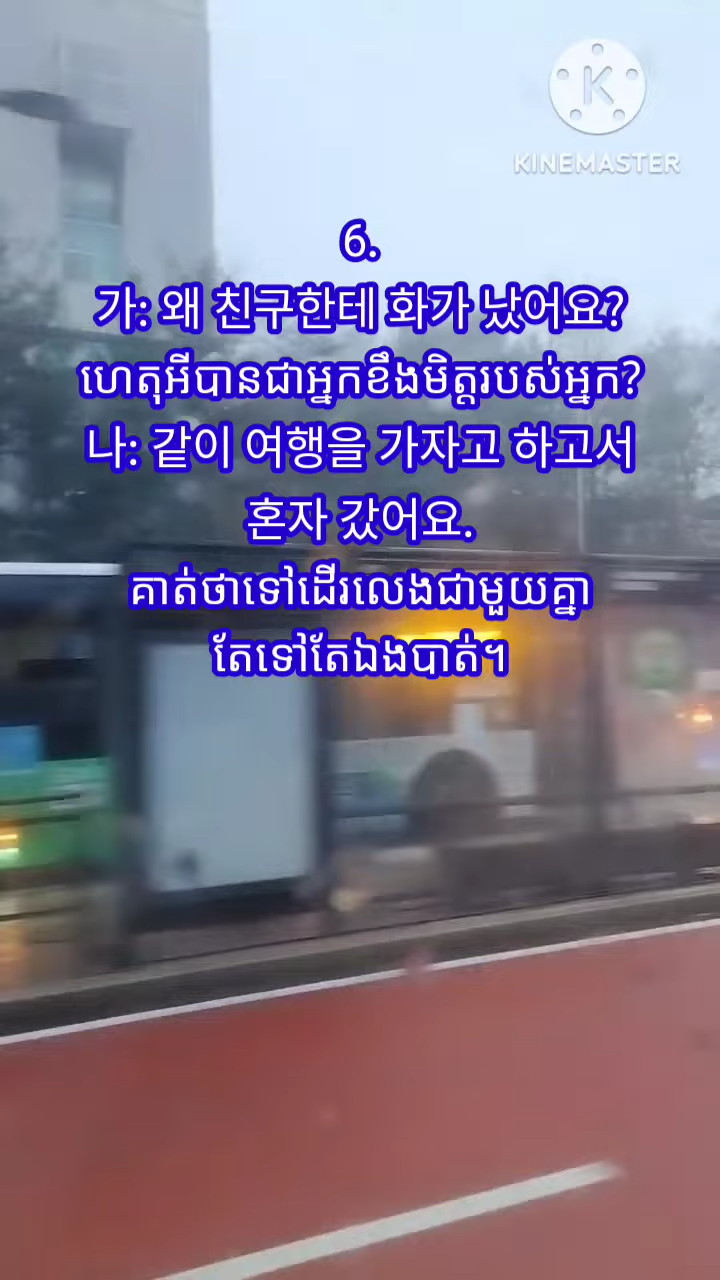 KINEMASTER
6.
가: 왜 친구한테 화가 났어요?
ហេតុអីបានជាអ្នកខឹងមិត្តរបស់អ្នក?
나: 같이 여행을 가자고 하고서
혼자 갔어요.
គាត់ថាទៅដើរលេងជាមួយគ្នា
តែទៅតែឯងបាត់។